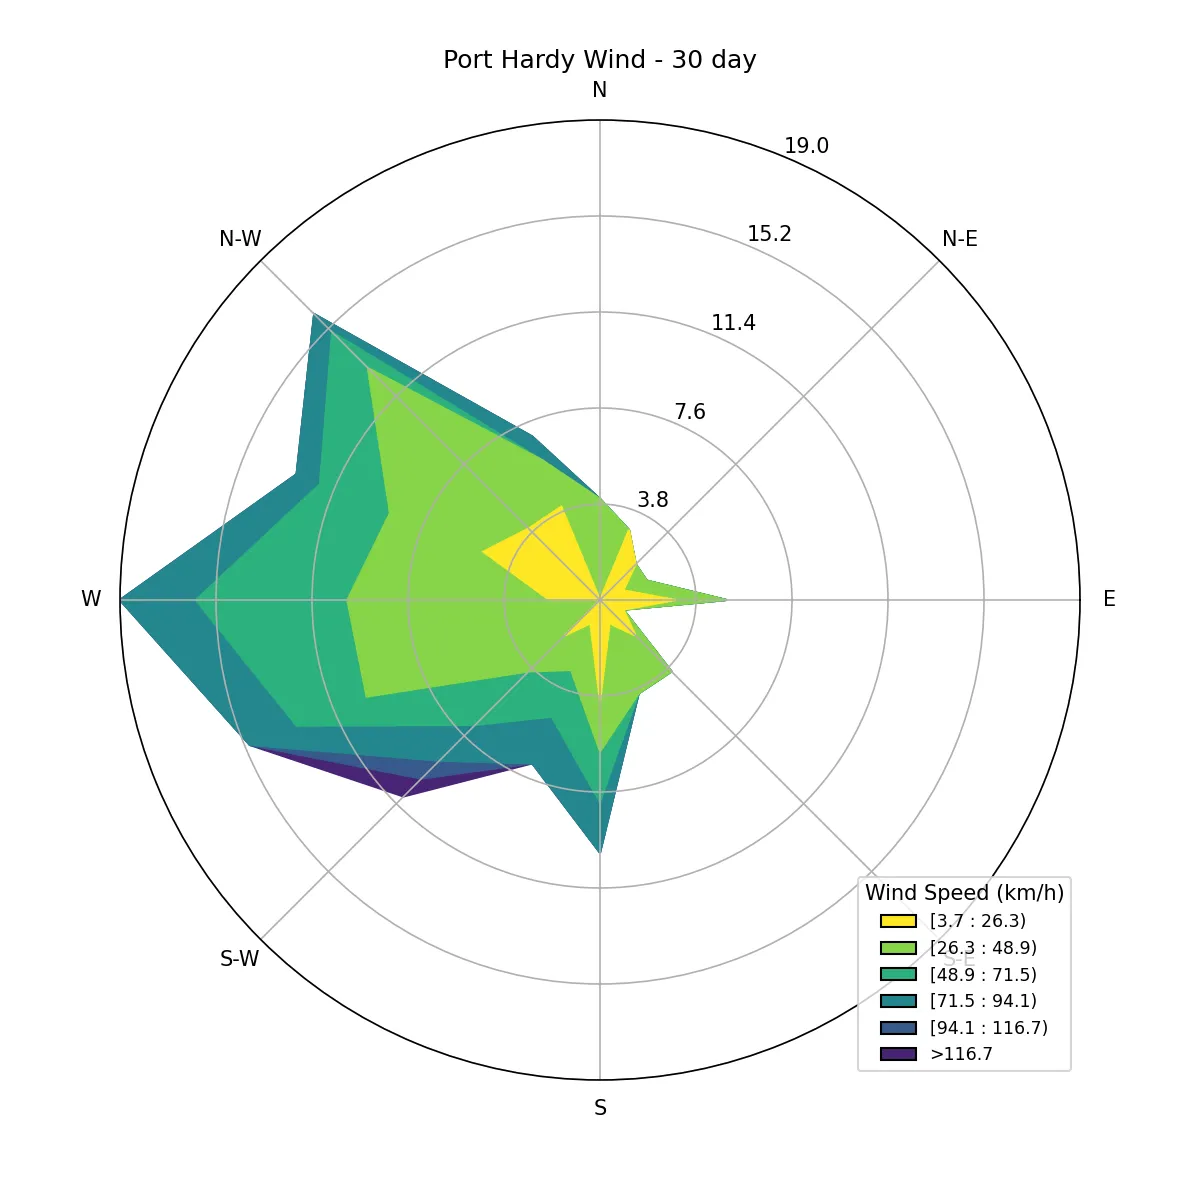 Port Hardy Wind - 30 day
N
19.0
15.2
N-W
N-E
11.4
7.6
3.8
W
E
Wind Speed (km/h)
[3.7 : 26.3)
[26.3 : 48.9)
S-W
S-E
[48.9 : 71.5)
[71.5 : 94.1)
[94.1 : 116.7)
>116.7
S